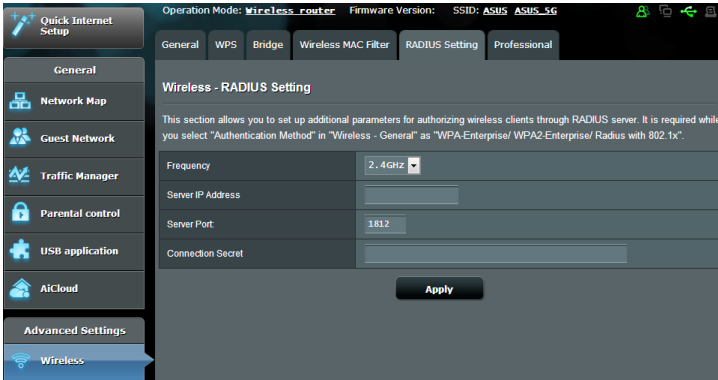 Quick Internet
Setup
General
Network Map
Guest Network
Traffic Manager
Parental control
USB application
AiCloud
Advanced Settings
Wireless
Operation Mode: Wireless router Firmware Version: SSID: ASUS ASUS_5G
General WPS Bridge Wireless MAC Filter RADIUS Setting Professional
Wireless - RADIUS Setting
This section allows you to set up additional parameters for authorizing wireless clients through RADIUS server. It is required while
you select "Authentication Method" in "Wireless - General" as "WPA-Enterprise/ WPA2-Enterprise/ Radius with 802.1x".
Frequency 2.4GHz
Server IP Address
Server Port: 1812
Connection Secret
Apply